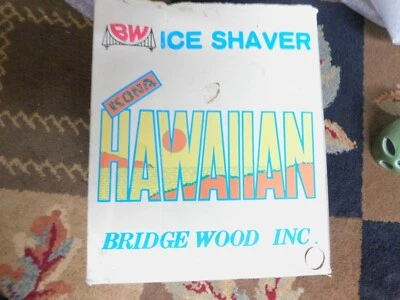 BW ICE SHAVER
KONA
HAWAIIAN
BRIDGE WOOD INC.